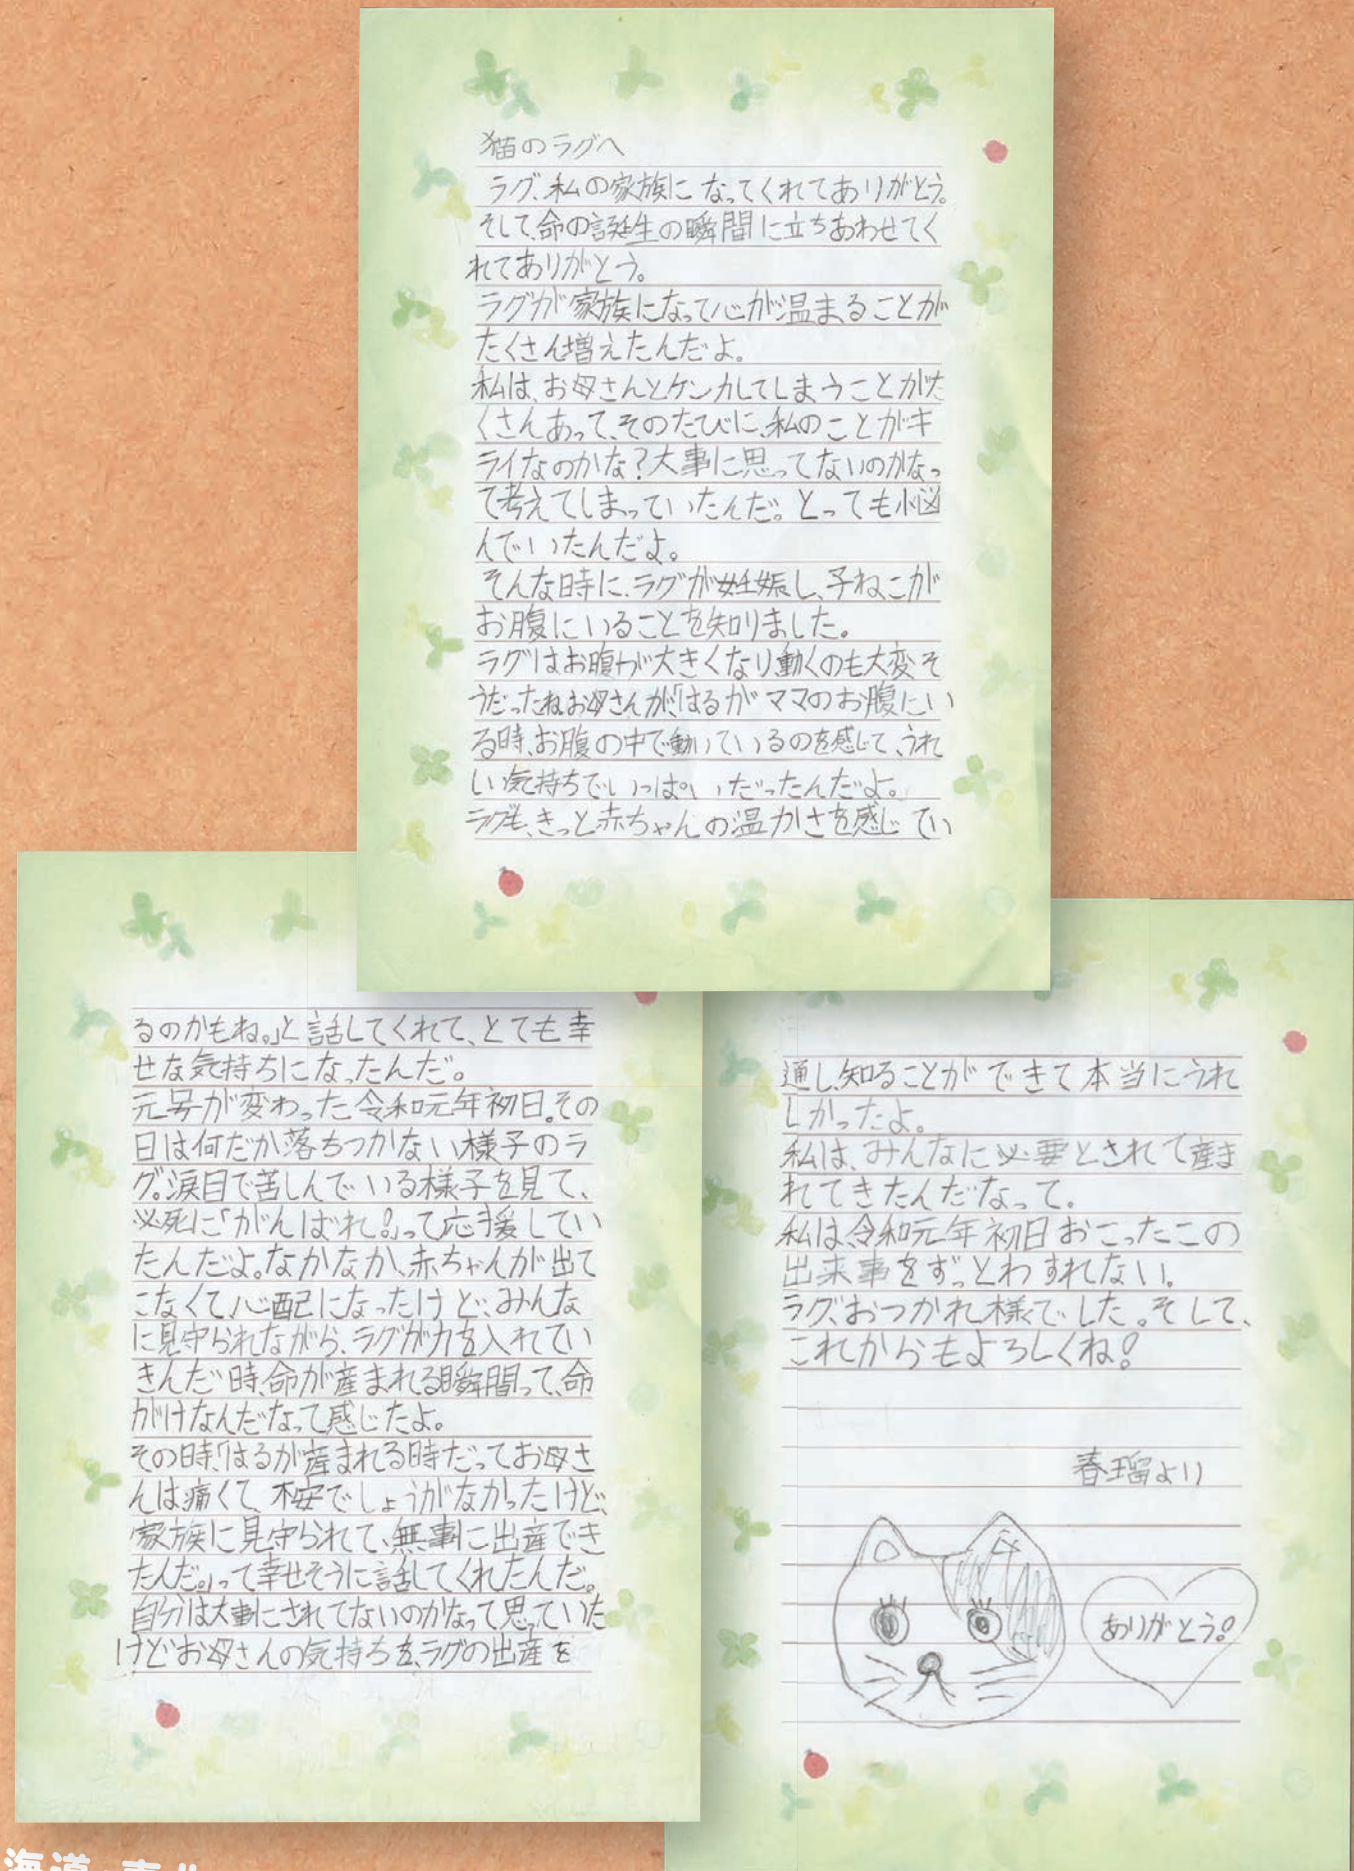 猫のラグへ
ラグ、私の家族になってくれてありがとう。
そして、命の誕生の瞬間に立ちあわせてく
れてありがとう。
ラグが家族になって心が温まることが
たくさん増えたんだよ。
私は、お母さんとケンカしてしまうことがた
くさんあって、そのたびに、私のことがキ
ライなのかな？大事に思ってないのかなっ
て考えてしまっていたんだ。とっても悩
んでいたんだよ。
そんな時に、ラグが妊娠し、子ねこが
お腹にいることを知りました。
ラグはお腹が大きくなり動くのも大変そ
うだったねお母さんが「はるがママのお腹にい
る時、お腹の中で動いているのを感じて、うれ
しい気持ちでいっぱいだったんだよ。
ラグも、きっと赤ちゃんの温かさを感じてい
るのかもね。」と話してくれて、とても幸
せな気持ちになったんだ。
元号が変わった令和元年初日。その
日は何だか落ちつかない様子のラ
グ。涙目で苦しんでいる様子を見て、
必死に「がんばれ！」って応援してい
たんだよ。なかなか、赤ちゃんが出て
こなくて、心配になったけど、みんな
に見守られながら、ラグが力を入れてい
きんだ時、命が産まれる瞬間って、命
がけなんだなって感じたよ。
その時、「はるが産まれる時だってお母さ
んは痛くて、不安でしょうがなかったけど、
家族に見守られて、無事に出産でき
たんだ。」って幸せそうに話してくれたんだ。
自分は大事にされてないのかなって思っていた
けどお母さんの気持ちを、ラグの出産を
通し、知ることができて本当にうれ
しかったよ。
私は、みんなに必要とされて産ま
れてきたんだなって。
私は令和元年初日おこったこの
出来事をずっとわすれない。
ラグ、おつかれ様でした。そして、
これからもよろしくね！
春瑠より
ありがとう！